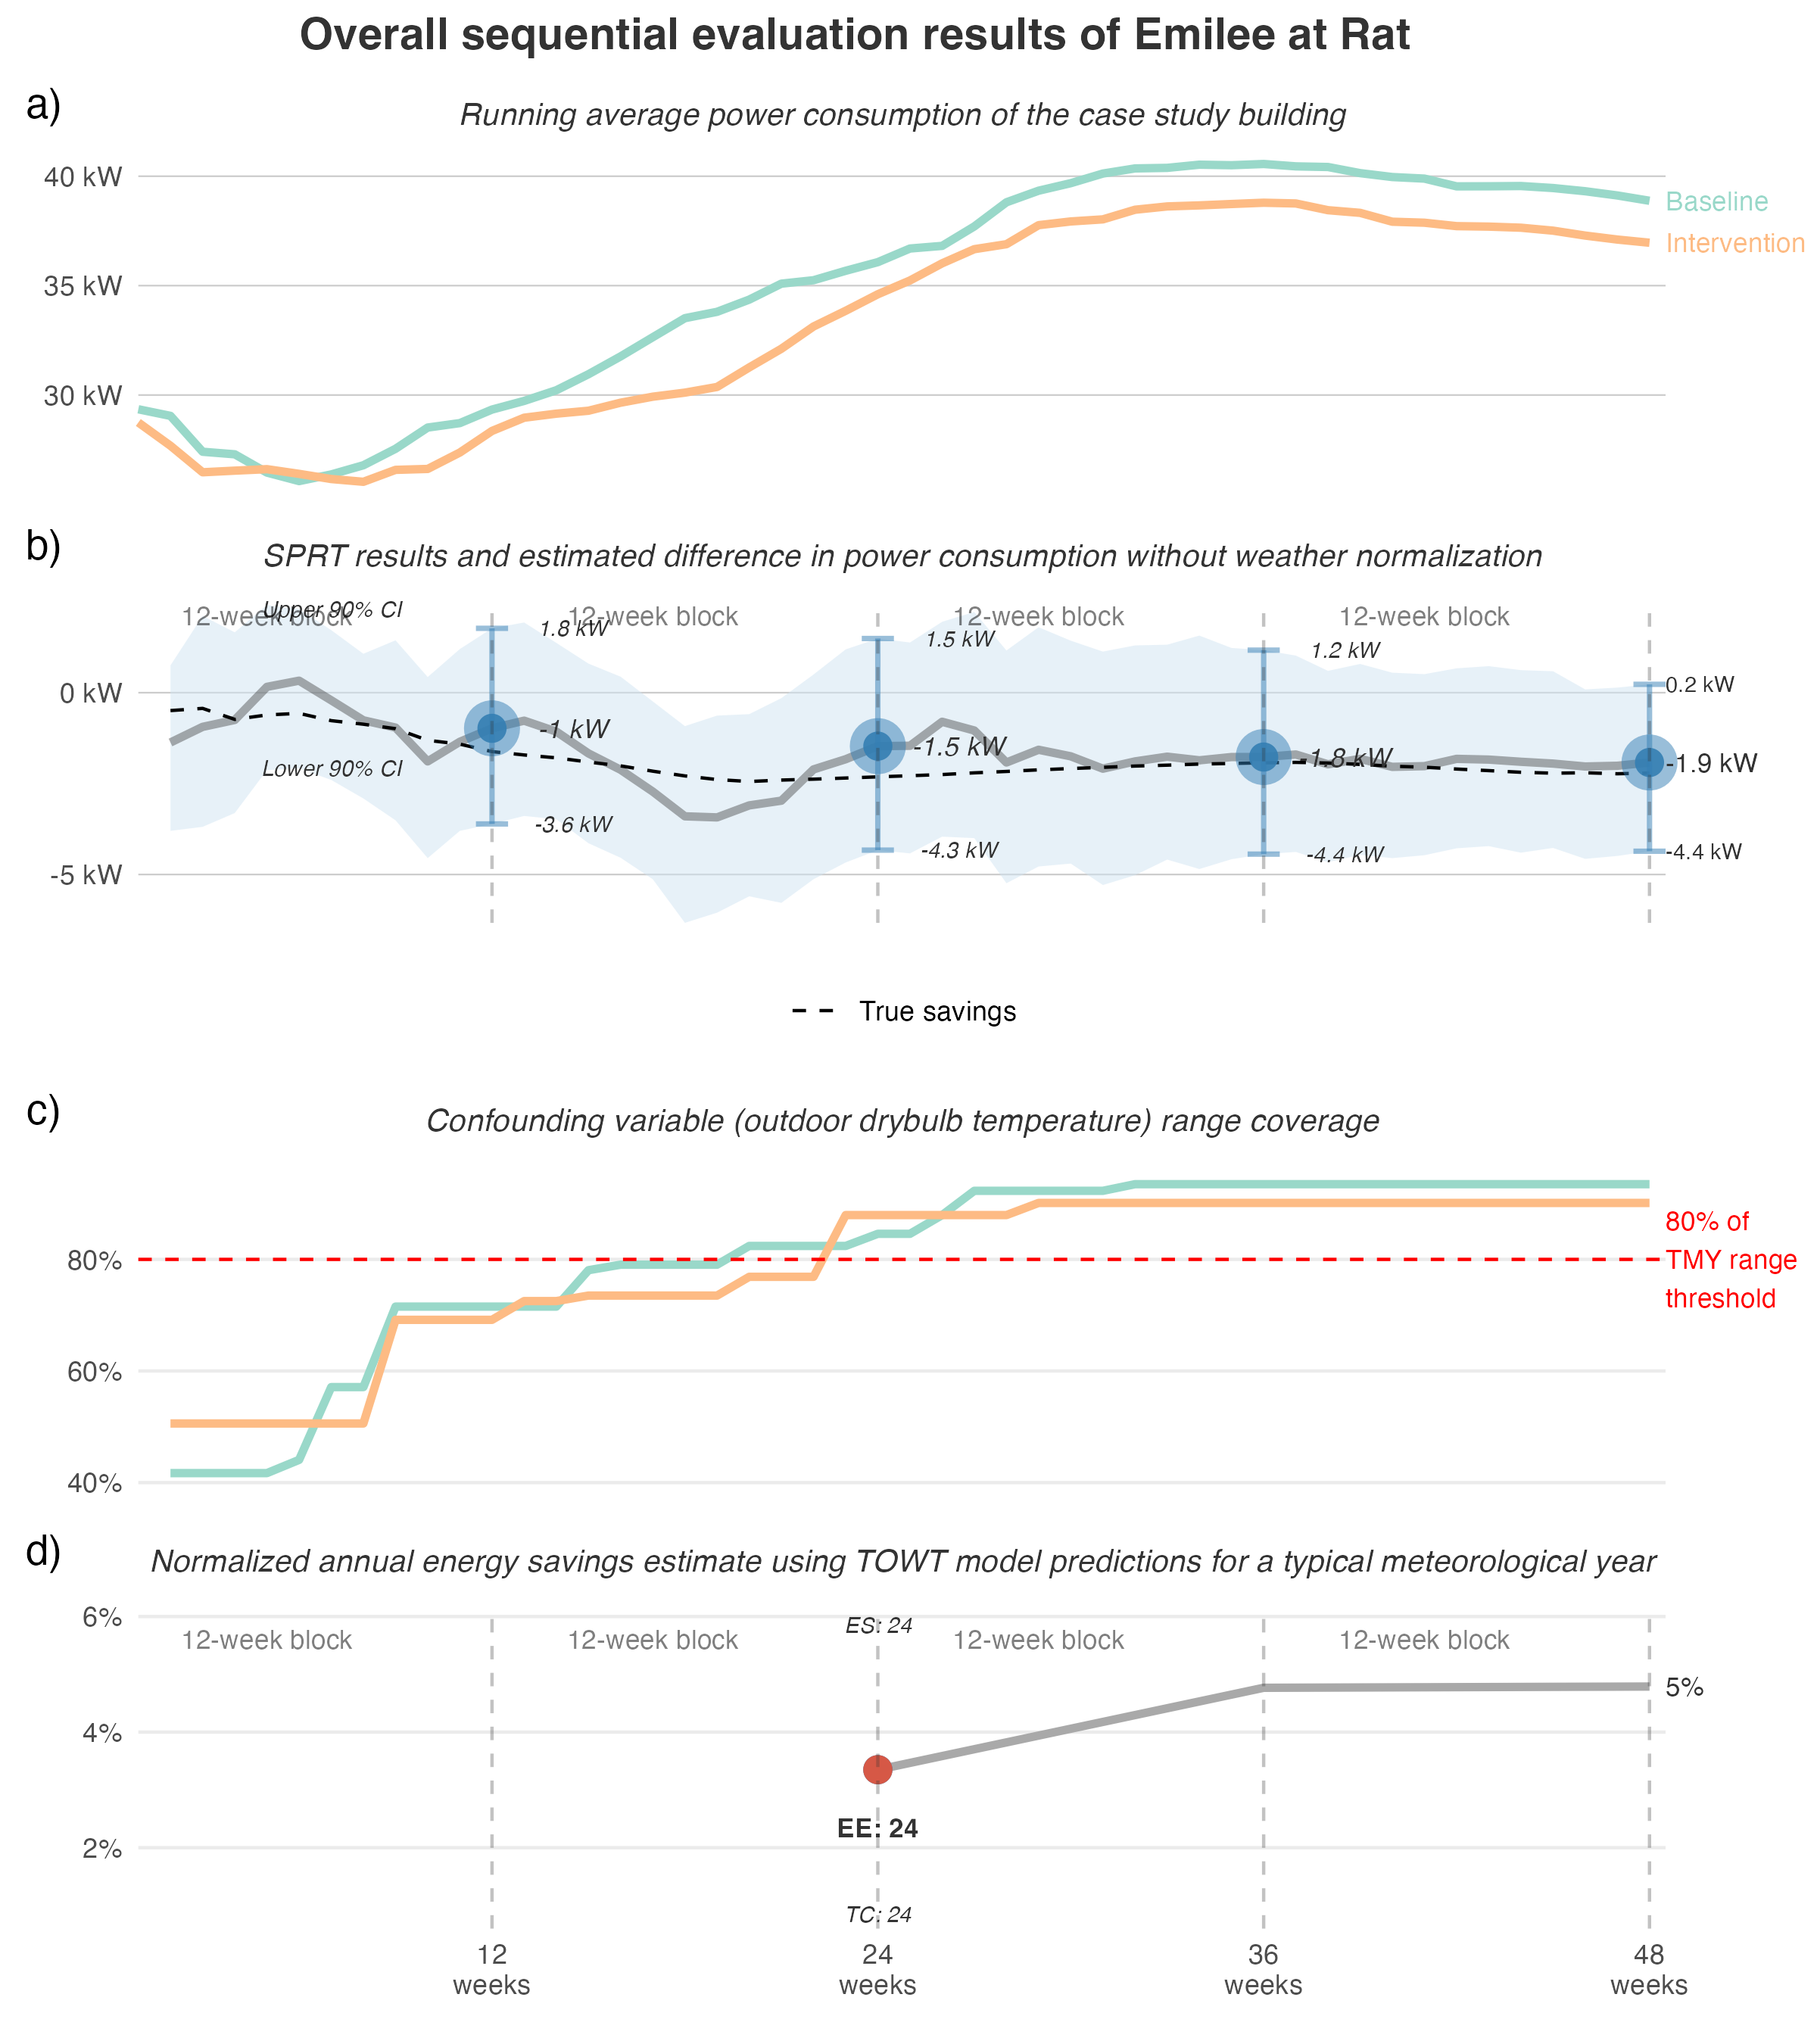 Overall sequential evaluation results of Emilee at Rat
a)
Running average power consumption of the case study building
40 kW
35 kW
30 kW
Baseline
Intervention
b)
SPRT results and estimated difference in power consumption without weather normalization
12-week block
12-week block
12-week block
12-week block
Upper 90% CI
Lower 90% CI
0 kW
-5 kW
1.8 kW
-1 kW
-3.6 kW
1.5 kW
-1.5 kW
-4.3 kW
1.2 kW
-1.8 kW
-4.4 kW
0.2 kW
-1.9 kW
-4.4 kW
True savings
c)
Confounding variable (outdoor drybulb temperature) range coverage
80%
60%
40%
80% of
TMY range
threshold
d)
Normalized annual energy savings estimate using TOWT model predictions for a typical meteorological year
6%
4%
2%
12-week block
12-week block
12-week block
12-week block
ES: 24
5%
EE: 24
TC: 24
12
weeks
24
weeks
36
weeks
48
weeks